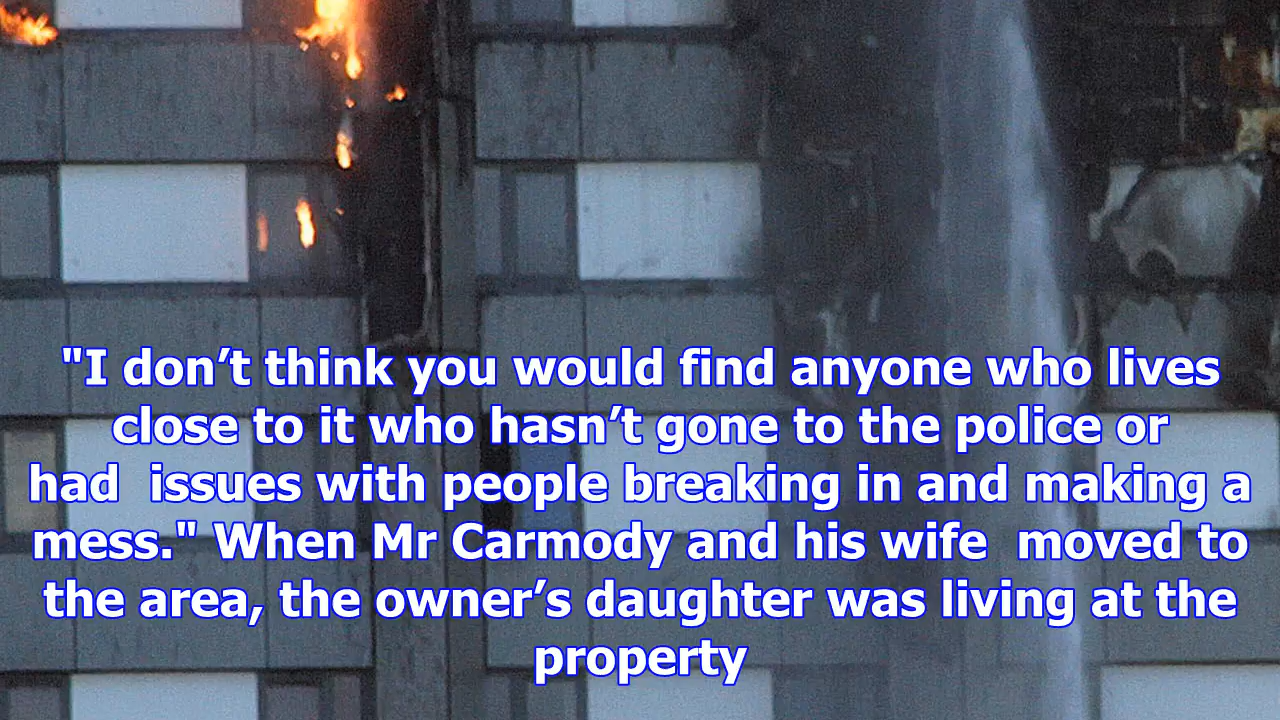 "I don’t think you would find anyone who lives
close to it who hasn’t gone to the police or
had  issues with people breaking in and making a
mess." When Mr Carmody and his wife  moved to
the area, the owner’s daughter was living at the
property